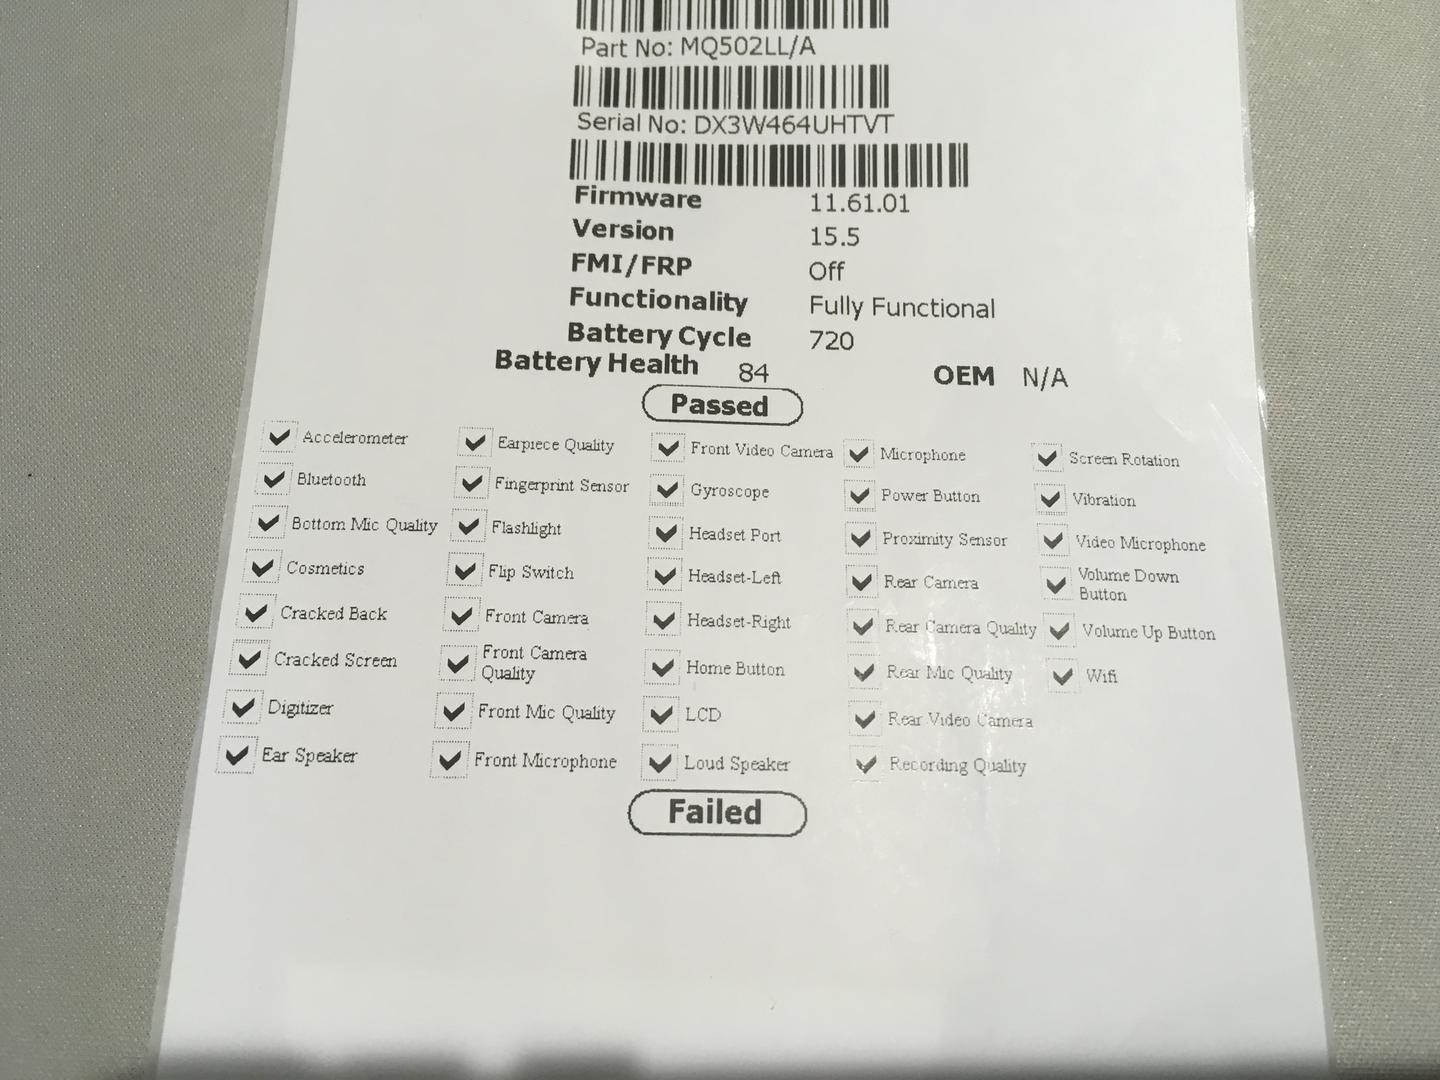 Part No: MQ502LL/A
Serial No: DX3W464UHTVT
Firmware 11.61.01
Version 15.5
FMI/FRP Off
Functionality Fully Functional
Battery Cycle 720
Battery Health 84 OEM N/A
Passed
Accelerometer Earpiece Quality Front Video Camera Microphone Screen Rotation
Bluetooth Fingerprint Sensor Gyroscope Power Button Vibration
Bottom Mic Quality Flashlight Headset Port Proximity Sensor Video Microphone
Cosmetics Flip Switch Headset-Left Rear Camera Volume Down Button
Cracked Back Front Camera Headset-Right Rear Camera Quality Volume Up Button
Cracked Screen Front Camera Quality Home Button Rear Mic Quality Wifi
Digitizer Front Mic Quality LCD Rear Video Camera
Ear Speaker Front Microphone Loud Speaker Recording Quality
Failed